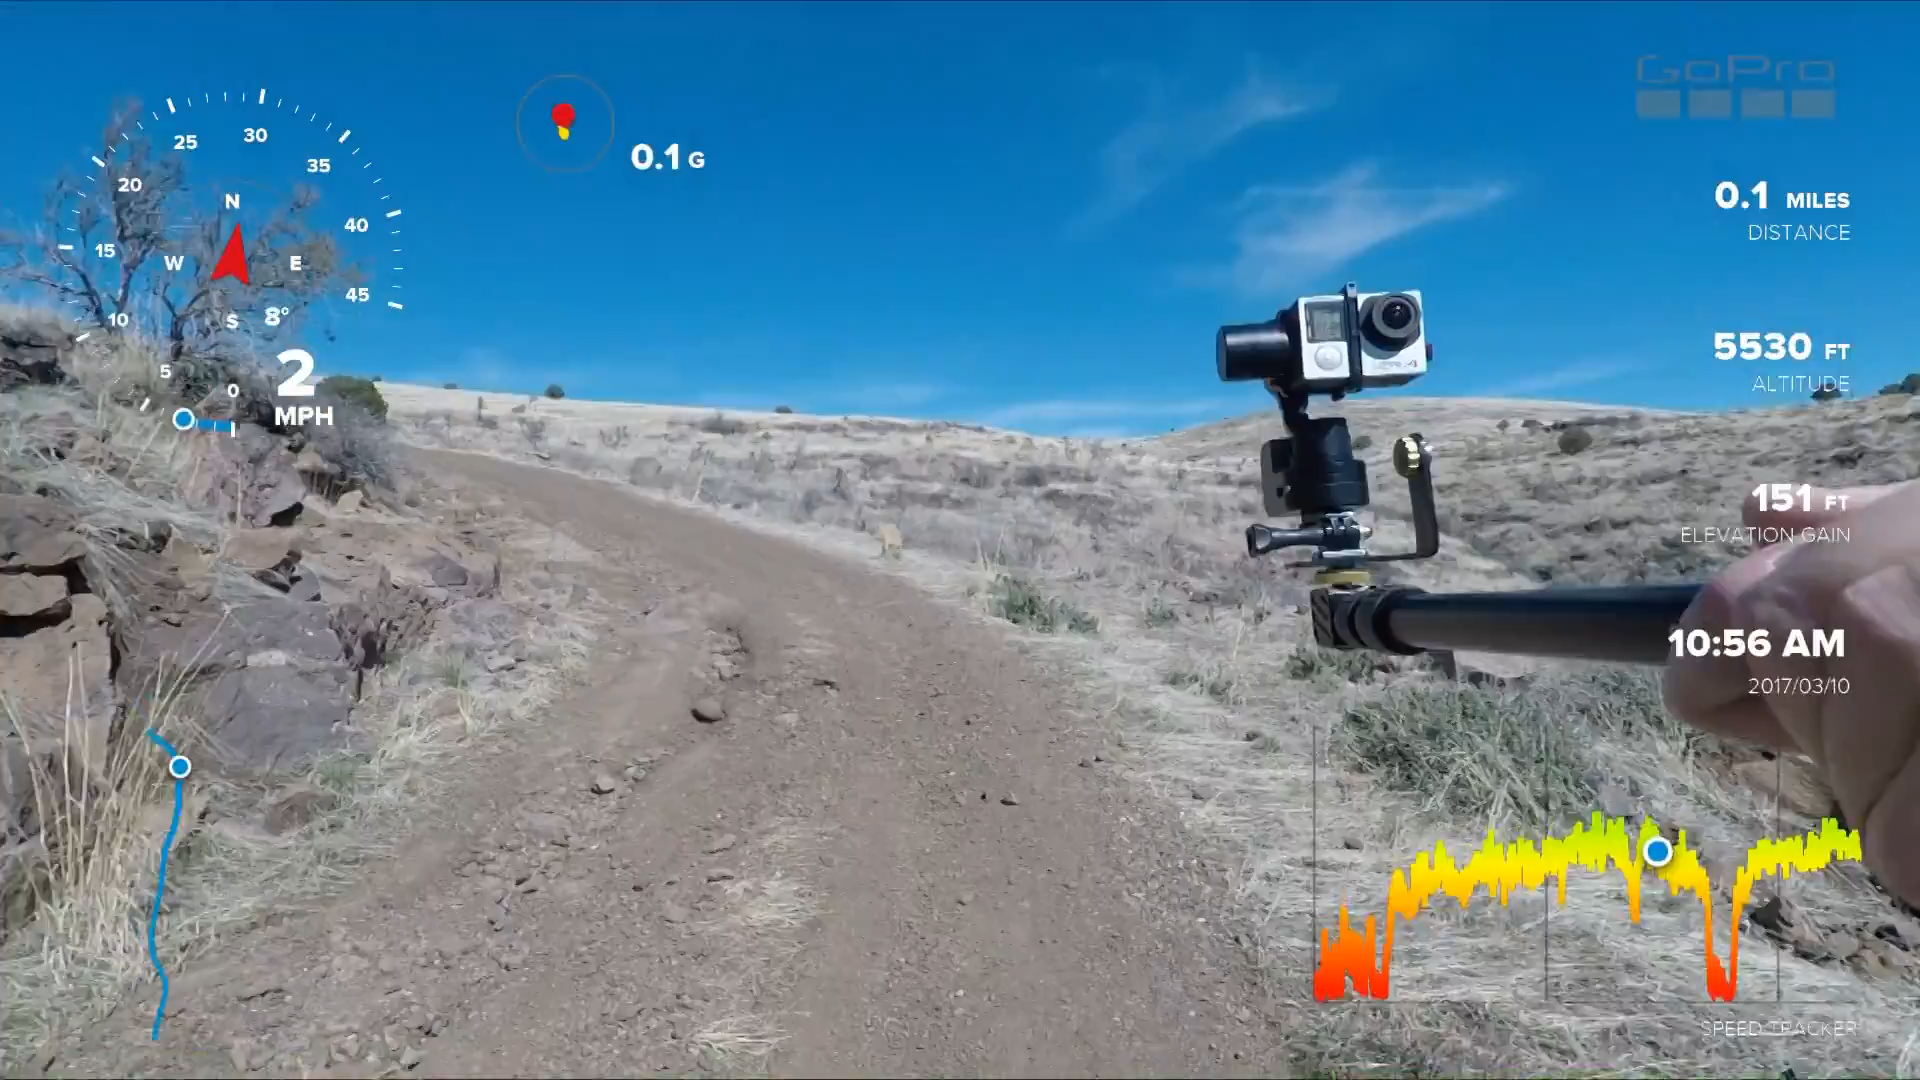 GoPro
25
30
35
20
40
15
45
10
5
0
N
W
E
S
8°
2
MPH
0.1 G
0.1 MILES
DISTANCE
5530 FT
ALTITUDE
151 FT
ELEVATION GAIN
10:56 AM
2017/03/10
SPEED TRACKER